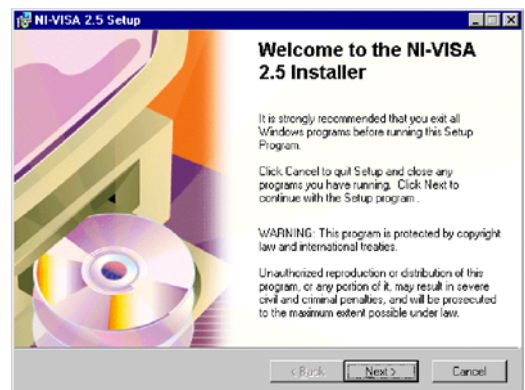 NI-VISA 2.5 Setup
Welcome to the NI-VISA
2.5 Installer
It is strongly recommended that you exit all
Windows programs before running this Setup
Program.
Click Cancel to quit Setup and close any
programs you have running. Click Next to
continue with the Setup program.
WARNING: This program is protected by copyright
law and international treaties.
Unauthorized reproduction or distribution of this
program, or any portion of it, may result in severe
civil and criminal penalties, and will be prosecuted
to the maximum extent possible under law.
< Back Next > Cancel